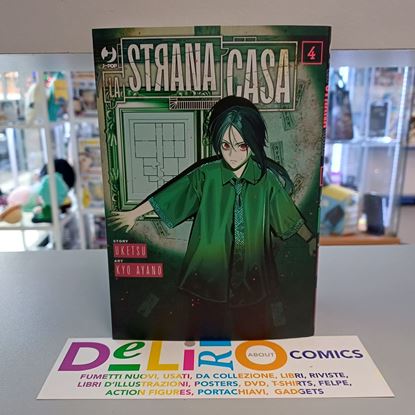 J-POP
LA STRANA CASA
4
STORY
UKETSU
ART
KYO AYANO
DeLiRiO ABOUT COMICS
FUMETTI NUOVI, USATI, DA COLLEZIONE, LIBRI, RIVISTE,
LIBRI D'ILLUSTRAZIONI, POSTERS, DVD, T-SHIRTS, FELPE,
ACTION FIGURES, PORTACHIAVI, GADGETS